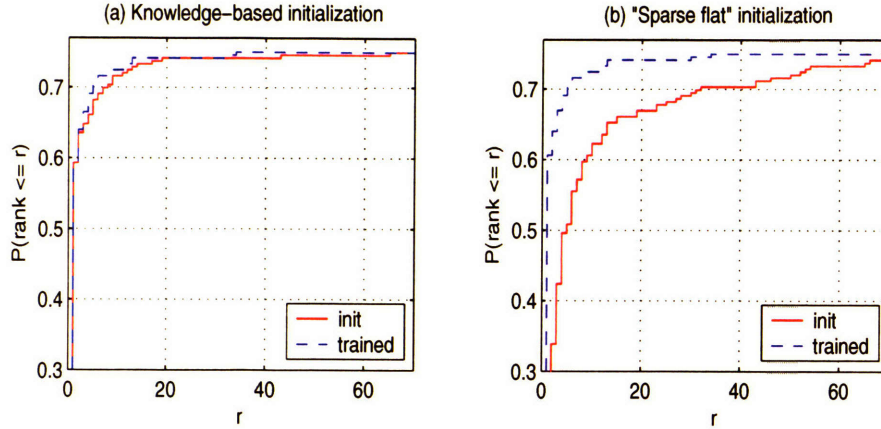 (a) Knowledge-based initialization
P(rank <= r)
0.7
0.6
0.5
0.4
0.3
0
20
40
60
r
init
trained
(b) "Sparse flat" initialization
P(rank <= r)
0.7
0.6
0.5
0.4
0.3
0
20
40
60
r
init
trained